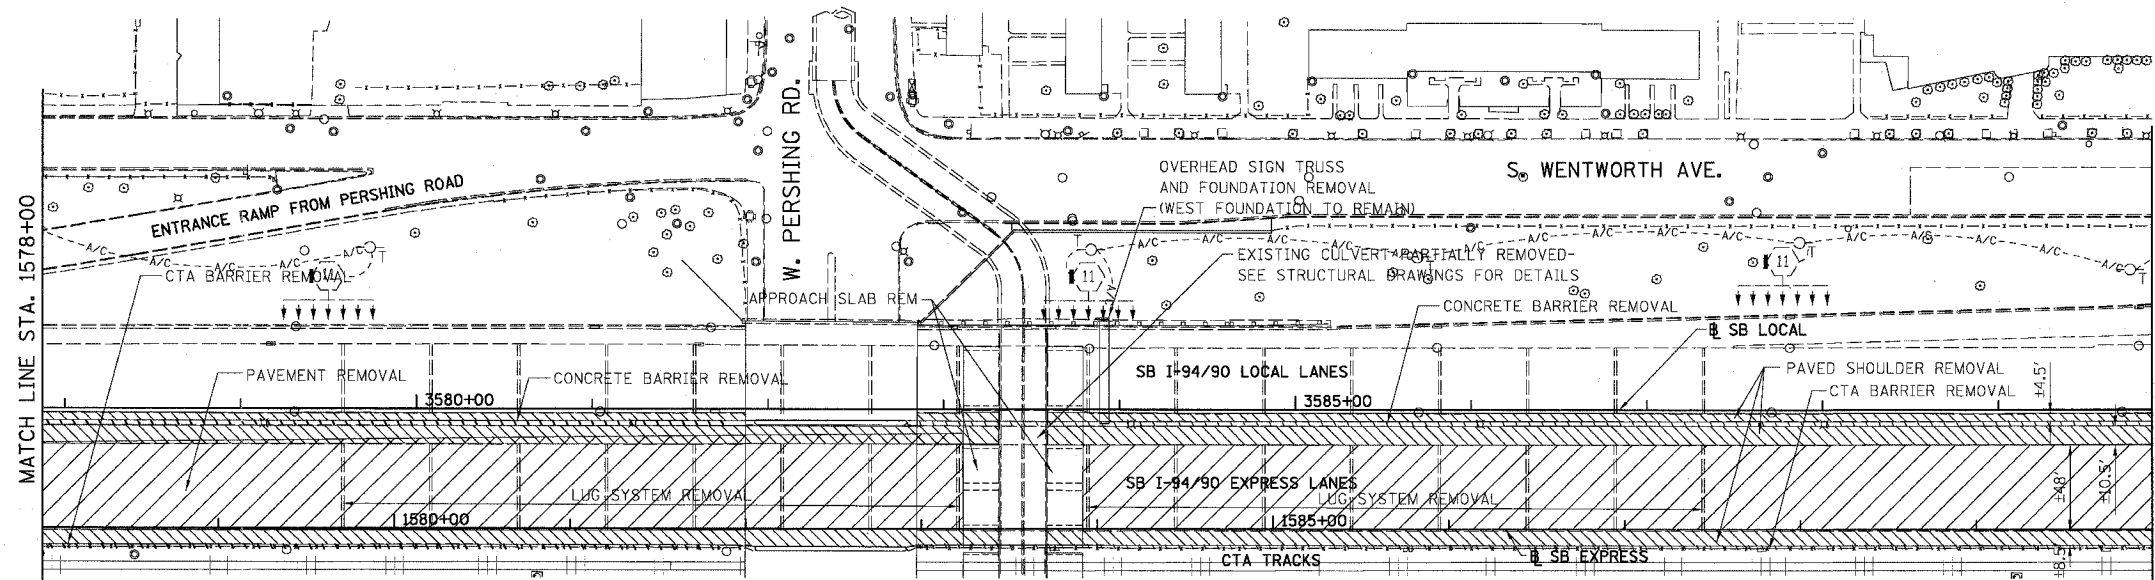 MATCH LINE STA. 1578+00
W. PERSHING RD.
S. WENTWORTH AVE.
ENTRANCE RAMP FROM PERSHING ROAD
OVERHEAD SIGN TRUSS
AND FOUNDATION REMOVAL
(WEST FOUNDATION TO REMAIN)
A/C
A/C
A/C
A/C
T
CTA BARRIER REMOVAL
11
T
A/C
A/C
A/C
A/C
A/C
A/C
A/C
A/C
A/C
A/C
A/C
A/C
T
EXISTING CULVERT PARTIALLY REMOVED-
SEE STRUCTURAL DRAWINGS FOR DETAILS
11
11
APPROACH SLAB REM
CONCRETE BARRIER REMOVAL
℄ SB LOCAL
PAVEMENT REMOVAL
CONCRETE BARRIER REMOVAL
SB I-94/90 LOCAL LANES
PAVED SHOULDER REMOVAL
CTA BARRIER REMOVAL
±4.5'
3580+00
3585+00
SB I-94/90 EXPRESS LANES
LUG SYSTEM REMOVAL
LUG SYSTEM REMOVAL
±48'
±10.5'
1580+00
1585+00
CTA TRACKS
℄ SB EXPRESS
±8.5'